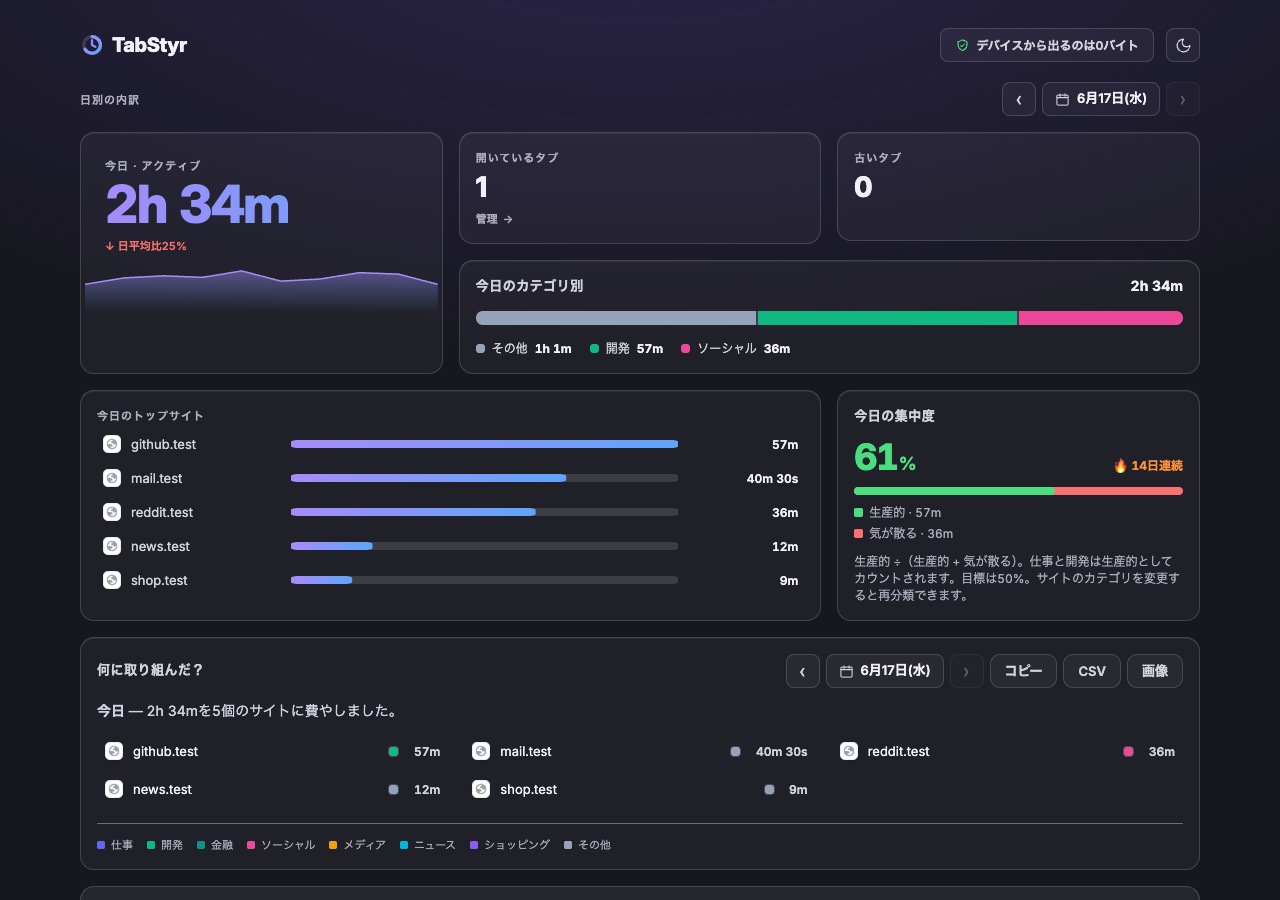 TabStyr
デバイスから出るのは0バイト
日別の内訳
6月17日(水)
今日 · アクティブ
2h 34m
↓ 日平均比25%
開いているタブ
1
管理 →
古いタブ
0
今日のカテゴリ別
2h 34m
その他 1h 1m 開発 57m ソーシャル 36m
今日のトップサイト
github.test 57m
mail.test 40m 30s
reddit.test 36m
news.test 12m
shop.test 9m
今日の集中度
61%
🔥 14日連続
生産的 · 57m
気が散る · 36m
生産的 ÷（生産的 + 気が散る）。仕事と開発は生産的として
カウントされます。目標は50%。サイトのカテゴリを変更す
ると再分類できます。
何に取り組んだ？
6月17日(水)
コピー
CSV
画像
今日 — 2h 34mを5個のサイトに費やしました。
github.test 57m mail.test 40m 30s reddit.test 36m
news.test 12m shop.test 9m
仕事 開発 金融 ソーシャル メディア ニュース ショッピング その他